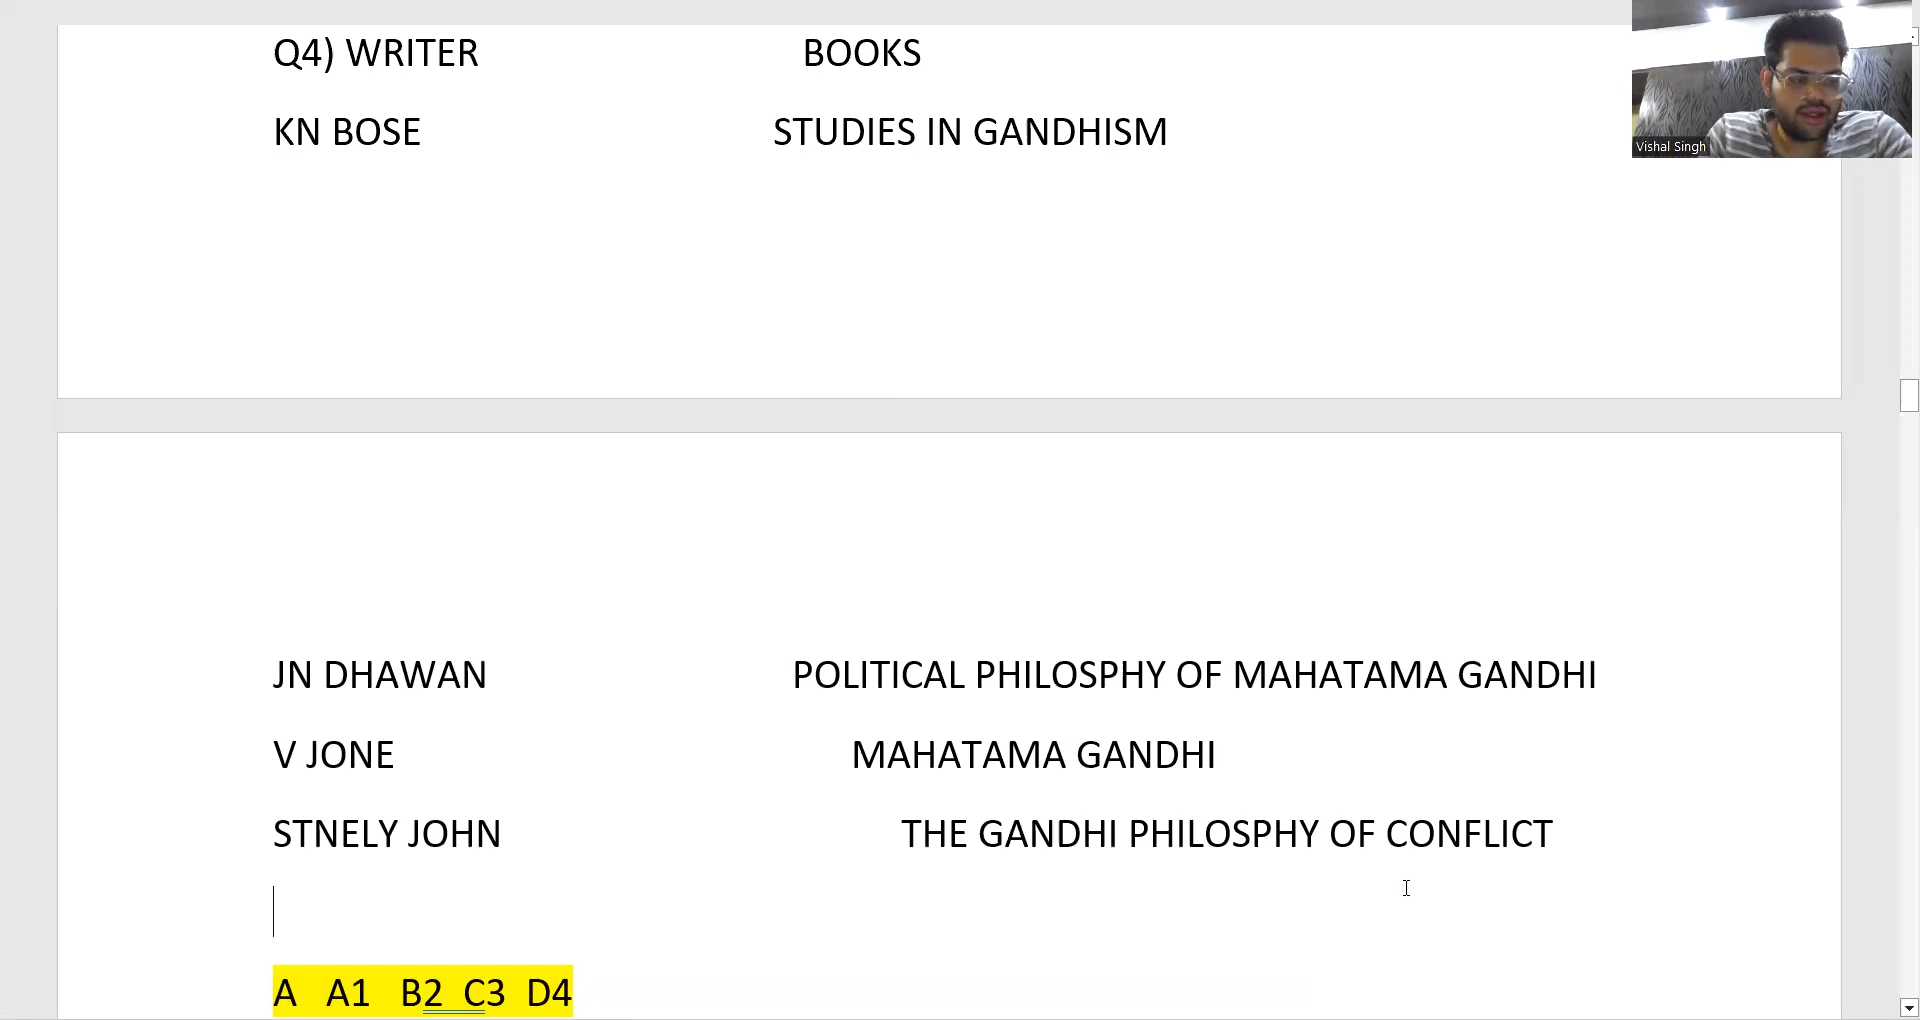 Q4) WRITER BOOKS
KN BOSE STUDIES IN GANDHISM
Vishal Singh
JN DHAWAN POLITICAL PHILOSPHY OF MAHATAMA GANDHI
V JONE MAHATAMA GANDHI
STNELY JOHN THE GANDHI PHILOSPHY OF CONFLICT
A A1 B2 C3 D4